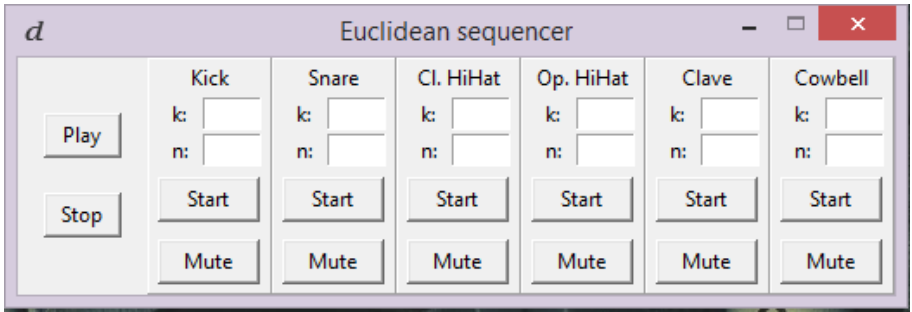 d Euclidean sequencer
Kick Snare Cl. HiHat Op. HiHat Clave Cowbell
k: k: k: k: k: k:
Play
n: n: n: n: n: n:
Start Start Start Start Start Start
Stop
Mute Mute Mute Mute Mute Mute